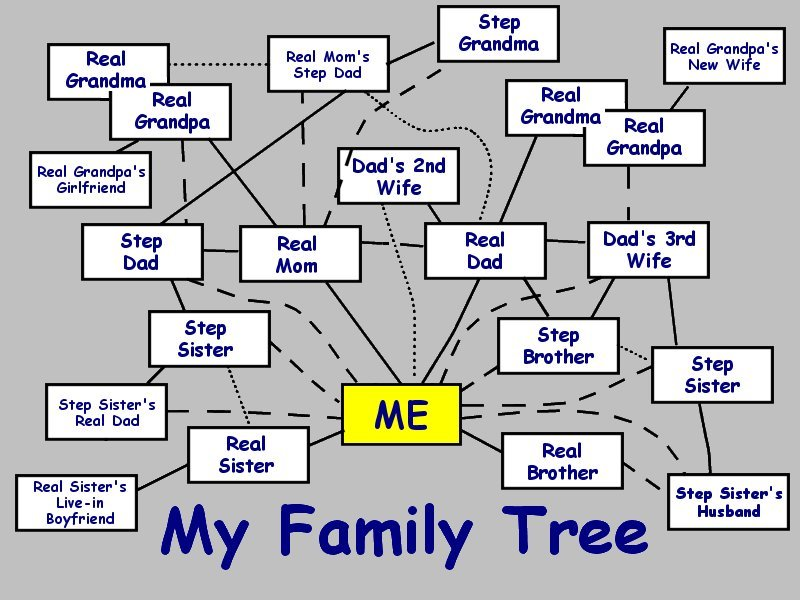 Step
Grandma
Real
Grandma
Real Mom's
Step Dad
Real Grandpa's
New Wife
Real
Grandpa
Real
Grandma
Real
Grandpa
Real Grandpa's
Girlfriend
Dad's 2nd
Wife
Step
Dad
Real
Mom
Real
Dad
Dad's 3rd
Wife
Step
Sister
Step
Brother
Step
Sister
Step Sister's
Real Dad
ME
Real
Sister
Real
Brother
Real Sister's
Live-in
Boyfriend
Step Sister's
Husband
My Family Tree